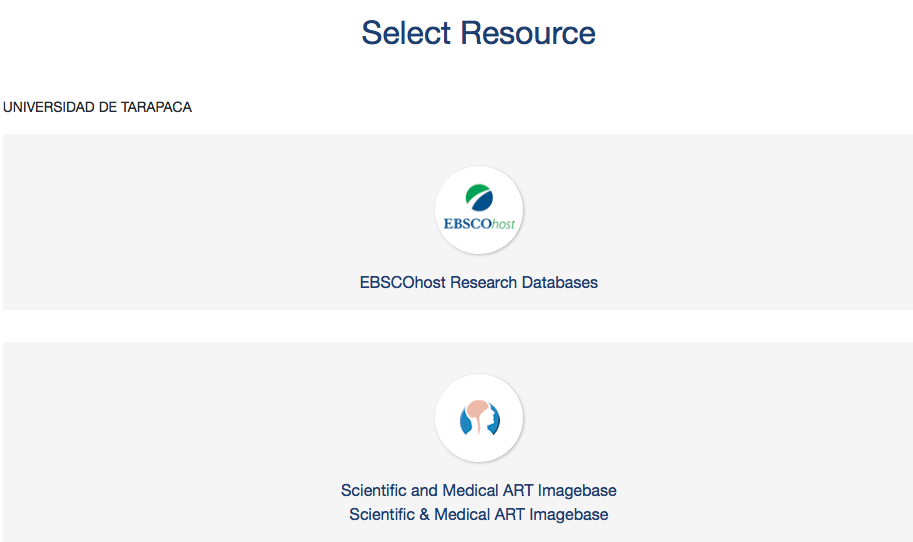 Select Resource
UNIVERSIDAD DE TARAPACA
EBSCOhost
EBSCOhost Research Databases
Scientific and Medical ART Imagebase
Scientific & Medical ART Imagebase